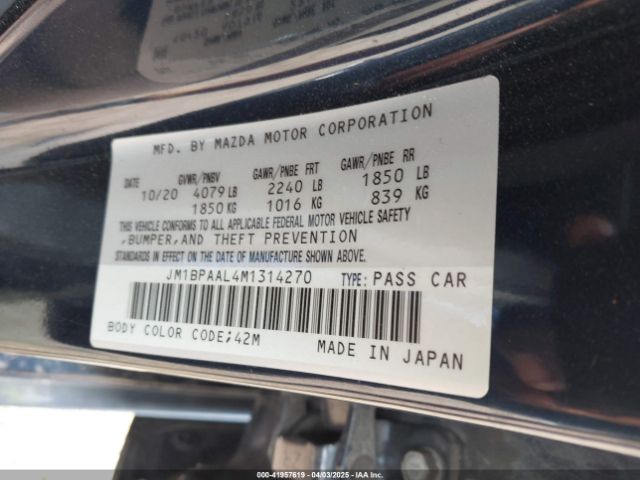 MFD. BY MAZDA MOTOR CORPORATION
DATE GVWR/PNBV GAWR/PNBE FRT GAWR/PNBE RR
10/20 4079 LB 2240 LB 1850 LB
1850 KG 1016 KG 839 KG
THIS VEHICLE CONFORMS TO ALL APPLICABLE FEDERAL MOTOR VEHICLE SAFETY
,BUMPER,AND THEFT PREVENTION
STANDARDS IN EFFECT ON THE DATE OF MANUFACTURE SHOWN ABOVE.
JM1BPAAL4M1314270 TYPE: PASS CAR
BODY COLOR CODE;42M MADE IN JAPAN
000-41957619 | 04/03/2025 - IAAI.COM